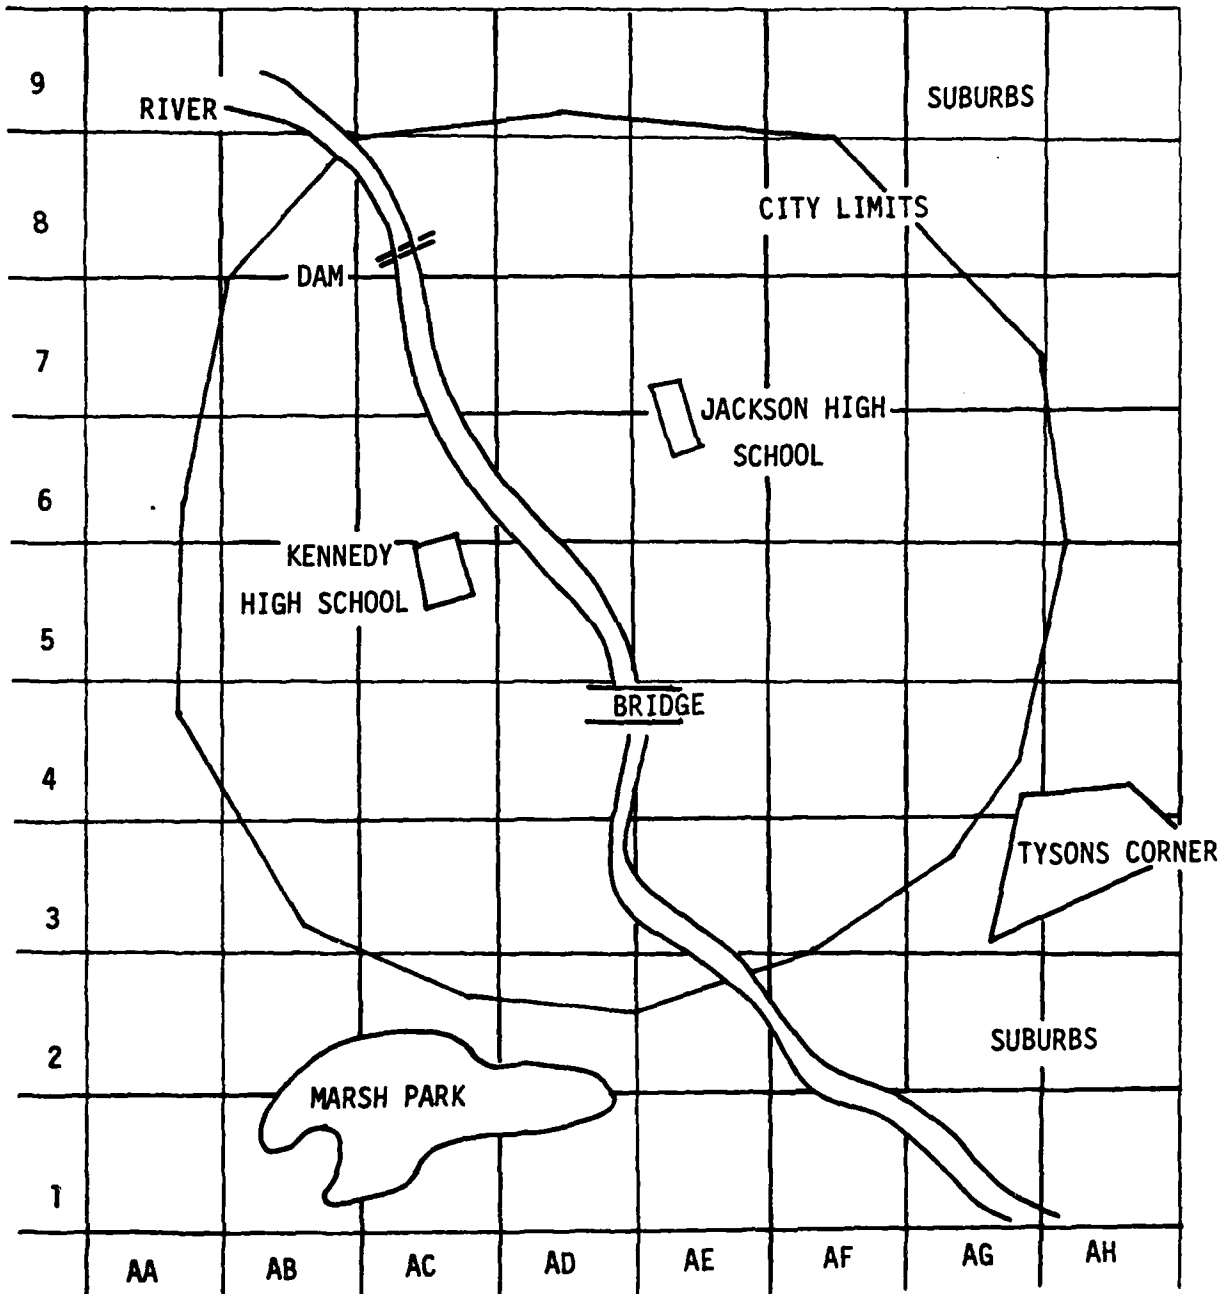 9
RIVER
SUBURBS
8
CITY LIMITS
DAM
7
JACKSON HIGH
SCHOOL
6
KENNEDY
HIGH SCHOOL
5
BRIDGE
4
TYSONS CORNER
3
SUBURBS
2
MARSH PARK
1
AA AB AC AD AE AF AG AH